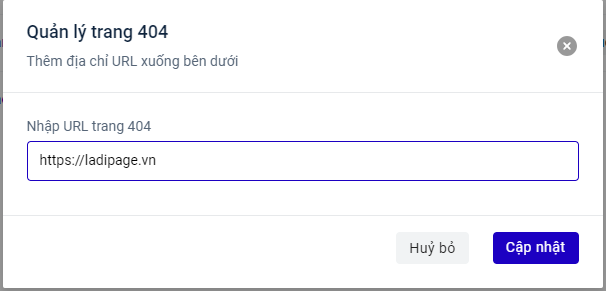 Quản lý trang 404
Thêm địa chỉ URL xuống bên dưới
Nhập URL trang 404
https://ladipage.vn
Huỷ bỏ
Cập nhật